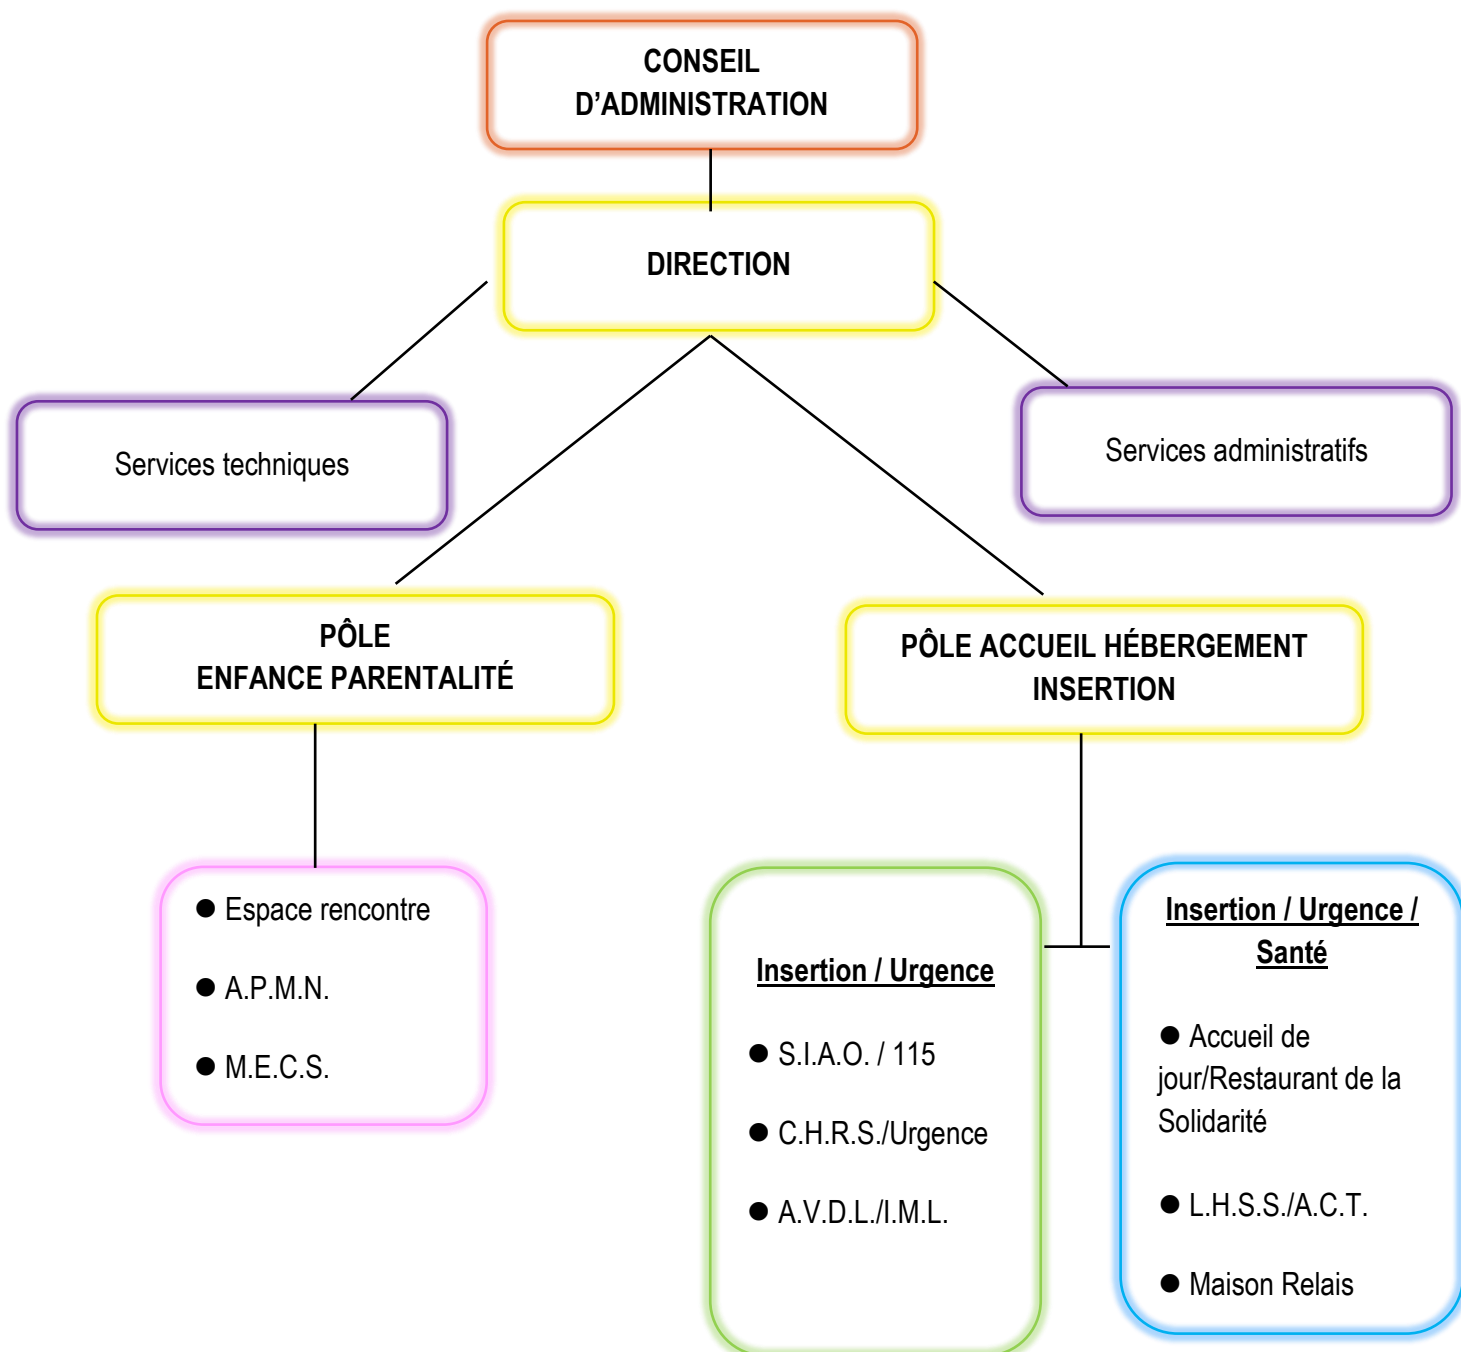 CONSEIL
D’ADMINISTRATION
DIRECTION
Services techniques
Services administratifs
PÔLE
ENFANCE PARENTALITÉ
PÔLE ACCUEIL HÉBERGEMENT
INSERTION
● Espace rencontre
● A.P.M.N.
● M.E.C.S.
Insertion / Urgence
● S.I.A.O. / 115
● C.H.R.S./Urgence
● A.V.D.L./I.M.L.
Insertion / Urgence /
Santé
● Accueil de
jour/Restaurant de la
Solidarité
● L.H.S.S./A.C.T.
● Maison Relais